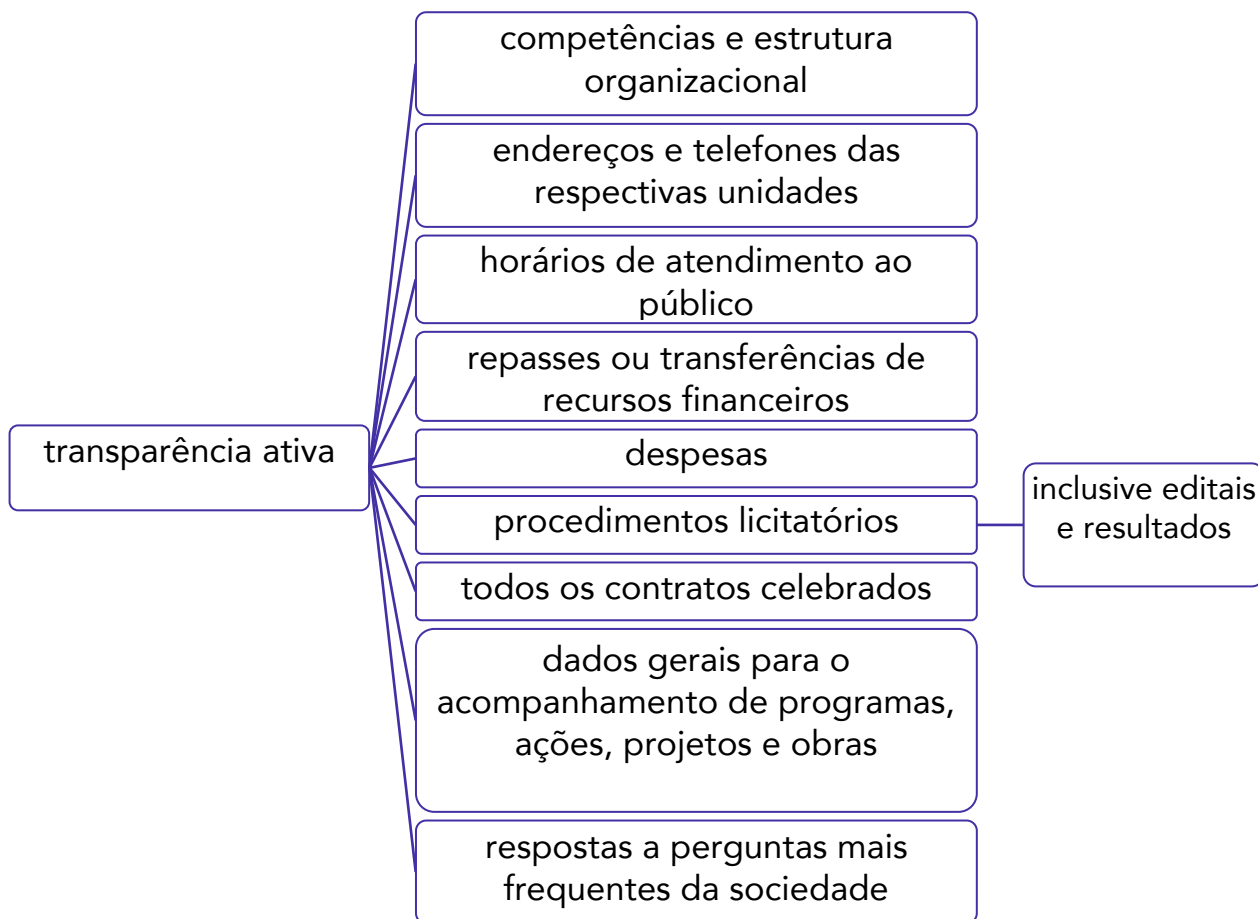 competências e estrutura
organizacional
endereços e telefones das
respectivas unidades
horários de atendimento ao
público
repasses ou transferências de
recursos financeiros
transparência ativa
despesas
procedimentos licitatórios
inclusive editais
e resultados
todos os contratos celebrados
dados gerais para o
acompanhamento de programas,
ações, projetos e obras
respostas a perguntas mais
frequentes da sociedade